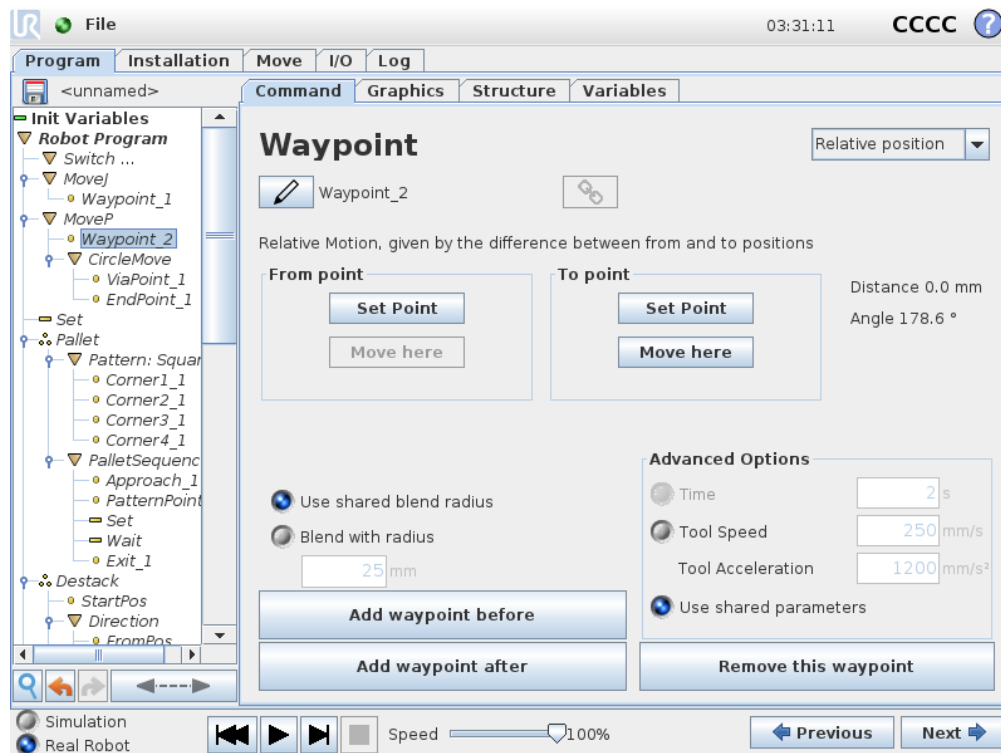 UR File 03:31:11 CCCC ?
Program Installation Move I/O Log
<unnamed> Command Graphics Structure Variables
Init Variables
Robot Program
Switch ...
MoveJ
Waypoint_1
MoveP
Waypoint_2
CircleMove
ViaPoint_1
EndPoint_1
Set
Pallet
Pattern: Squar
Corner1_1
Corner2_1
Corner3_1
Corner4_1
PalletSequenc
Approach_1
PatternPoint
Set
Wait
Exit_1
Destack
StartPos
Direction
FromPos
Waypoint
Relative position
Waypoint_2
Relative Motion, given by the difference between from and to positions
From point
Set Point
Move here
To point
Set Point
Move here
Distance 0.0 mm
Angle 178.6 °
Use shared blend radius
Blend with radius
25 mm
Advanced Options
Time 2 s
Tool Speed 250 mm/s
Tool Acceleration 1200 mm/s²
Use shared parameters
Add waypoint before
Add waypoint after
Remove this waypoint
Simulation
Real Robot
Speed 100%
Previous
Next